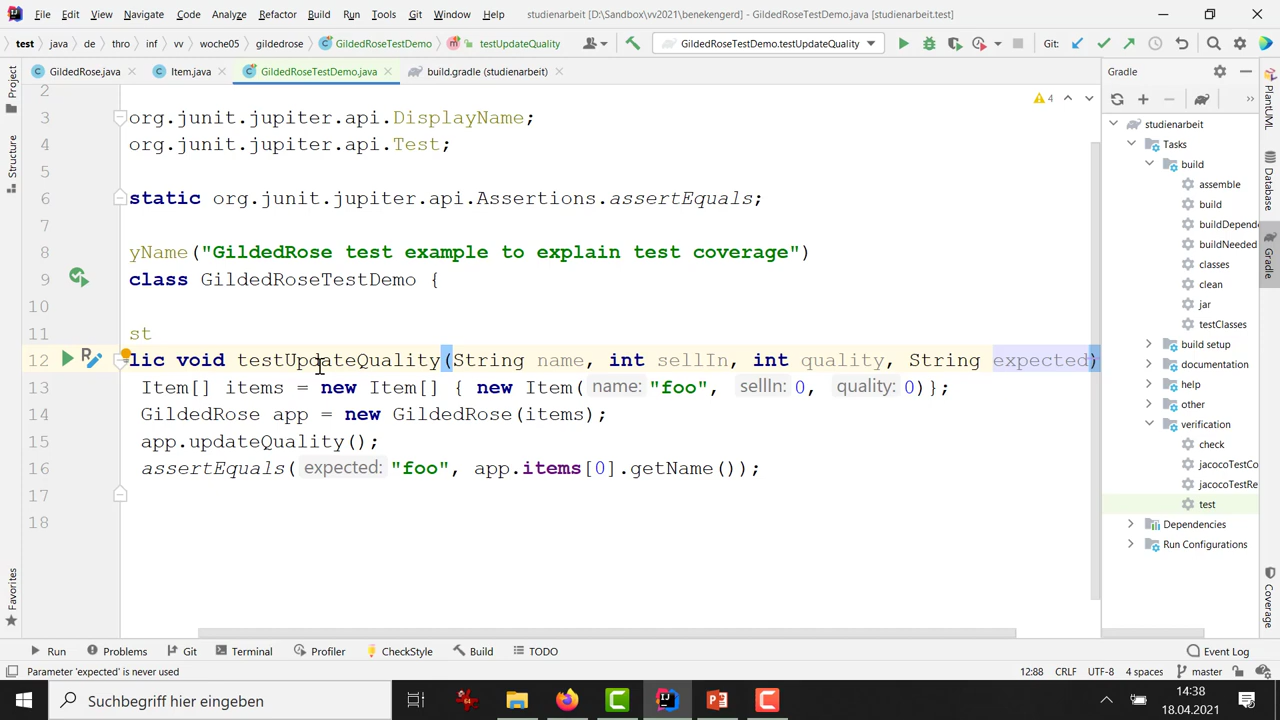 File Edit View Navigate Code Analyze Refactor Build Run Tools Git Window Help studienarbeit [D:\Sandbox\vv2021\benekengerd] - GildedRoseTestDemo.java [studienarbeit.test]
test java de thro inf vv woche05 gildedrose GildedRoseTestDemo testUpdateQuality GildedRoseTestDemo.testUpdateQuality Git:
GildedRose.java Item.java GildedRoseTestDemo.java build.gradle (studienarbeit) Gradle
Project
Structure
Favorites
2
3 org.junit.jupiter.api.DisplayName;
4 org.junit.jupiter.api.Test;
5
6 static org.junit.jupiter.api.Assertions.assertEquals;
7
8 yName("GildedRose test example to explain test coverage")
9 class GildedRoseTestDemo {
10
11 st
12 lic void testUpdateQuality(String name, int sellIn, int quality, String expected)
13 Item[] items = new Item[] { new Item( name: "foo", sellIn: 0, quality: 0)};
14 GildedRose app = new GildedRose(items);
15 app.updateQuality();
16 assertEquals( expected: "foo", app.items[0].getName());
17
18
4
studienarbeit
Tasks
build
assemble
build
buildDepend
buildNeeded
classes
clean
jar
testClasses
build setup
documentation
help
other
verification
check
jacocoTestCo
jacocoTestRe
test
Dependencies
Run Configurations
PlantUML
Database
Gradle
Coverage
Run Problems Git Terminal Profiler CheckStyle Build TODO Event Log
Parameter 'expected' is never used 12:88 CRLF UTF-8 4 spaces master
Suchbegriff hier eingeben 14:38
18.04.2021